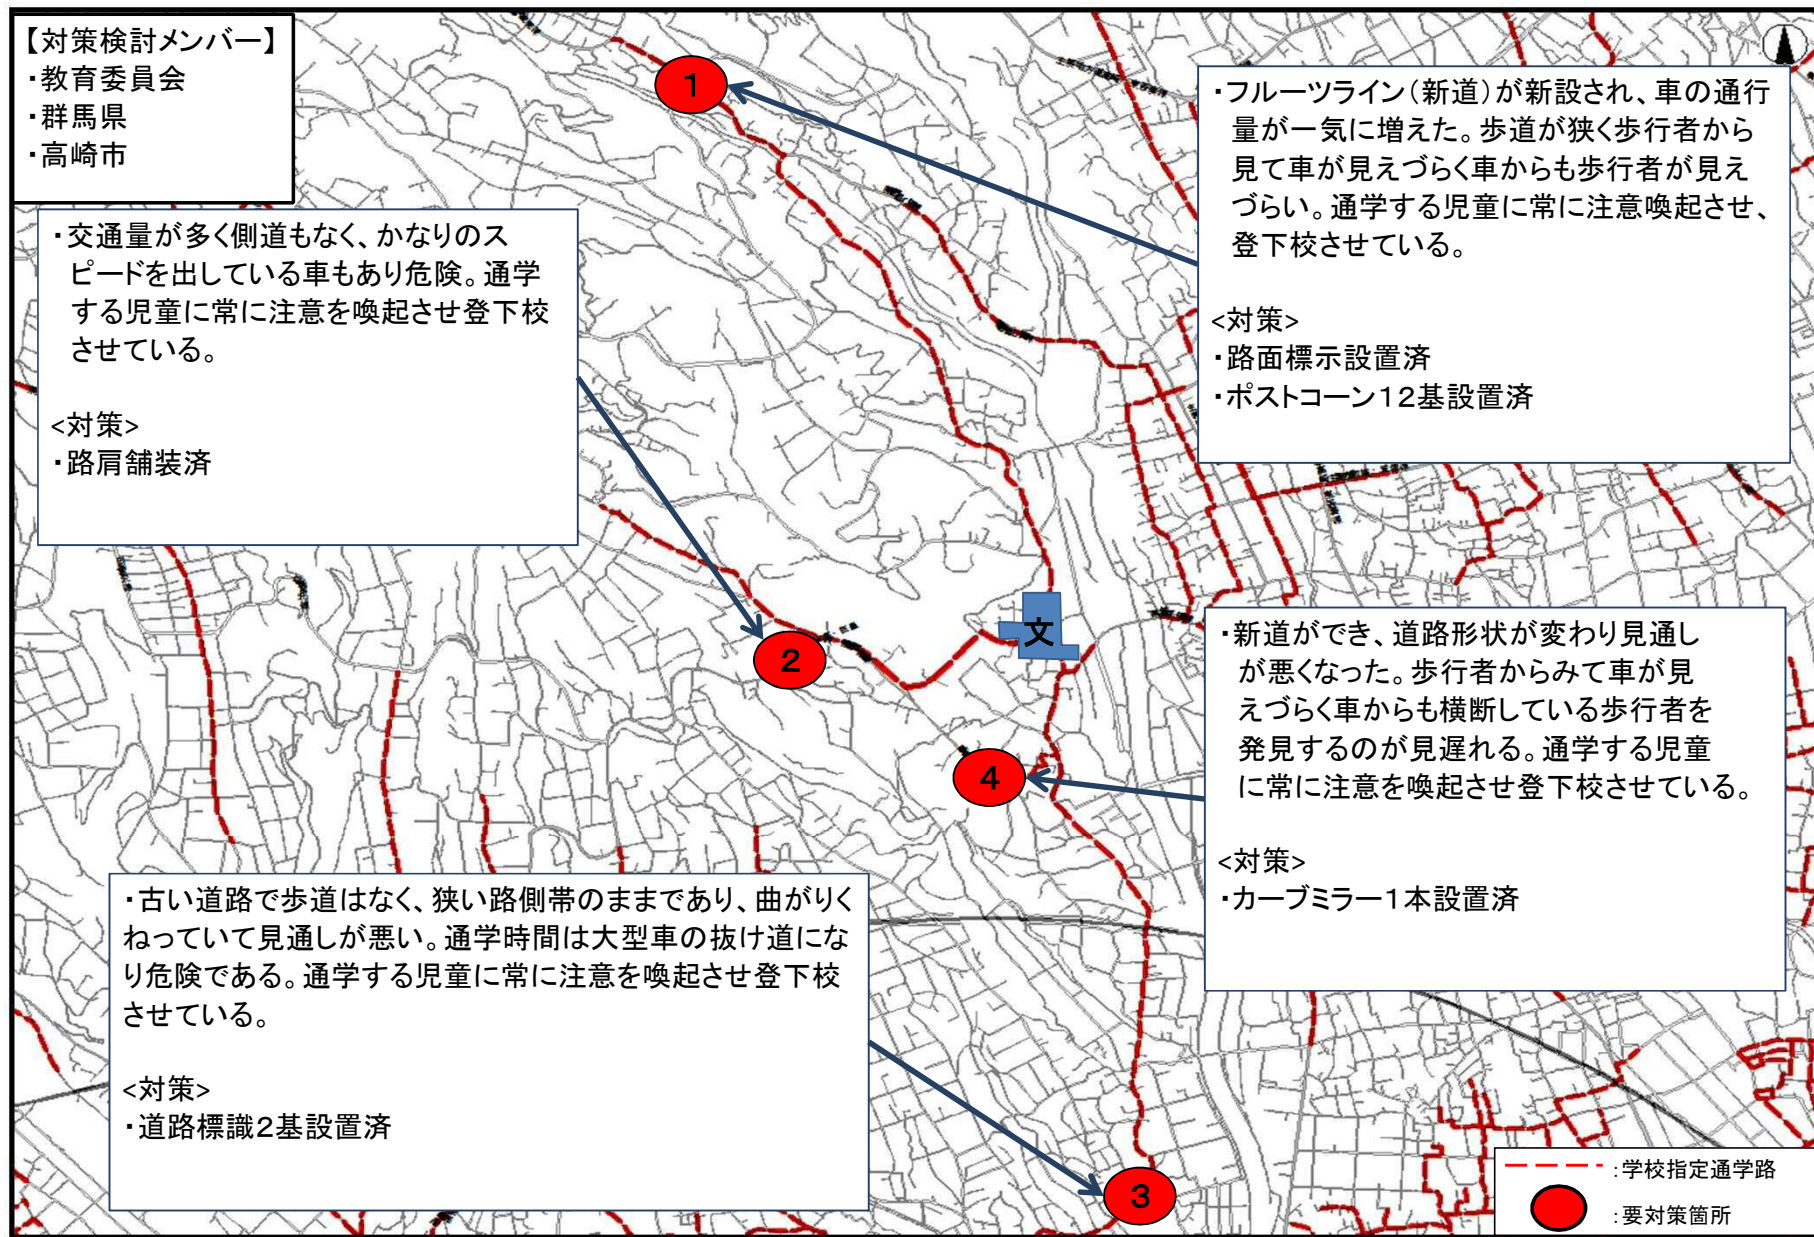 【対策検討メンバー】
・教育委員会
・群馬県
・高崎市
1
・フルーツライン（新道）が新設され、車の通行
量が一気に増えた。歩道が狭く歩行者から
見て車が見えづらく車からも歩行者が見え
づらい。通学する児童に常に注意喚起させ、
登下校させている。
<対策>
・路面標示設置済
・ポストコーン１２基設置済
・交通量が多く側道もなく、かなりのス
ピードを出している車もあり危険。通学
する児童に常に注意を喚起させ登下校
させている。
<対策>
・路肩舗装済
文
2
・新道ができ、道路形状が変わり見通し
が悪くなった。歩行者からみて車が見
えづらく車からも横断している歩行者を
発見するのが見遅れる。通学する児童
に常に注意を喚起させ登下校させている。
<対策>
・カーブミラー１本設置済
4
・古い道路で歩道はなく、狭い路側帯のままであり、曲がりく
ねっていて見通しが悪い。通学時間は大型車の抜け道にな
り危険である。通学する児童に常に注意を喚起させ登下校
させている。
<対策>
・道路標識２基設置済
3
:学校指定通学路
:要対策箇所